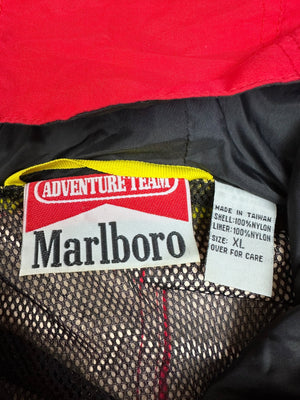 ADVENTURE TEAM
Marlboro
MADE IN TAIWAN
SHELL:100%NYLON
LINER:100%NYLON
SIZE: XL
OVER FOR CARE